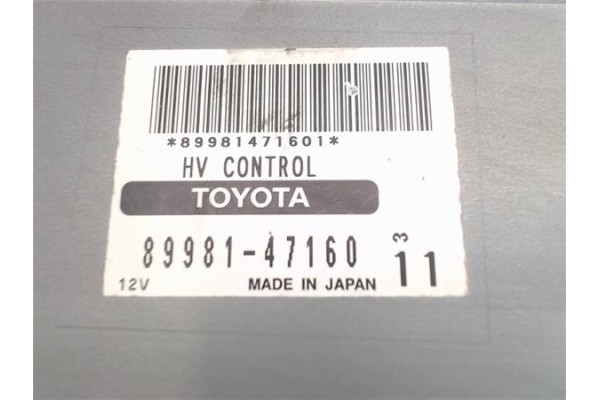 *89981471601*
HV CONTROL
TOYOTA
89981-47160
3
11
12V
MADE IN JAPAN